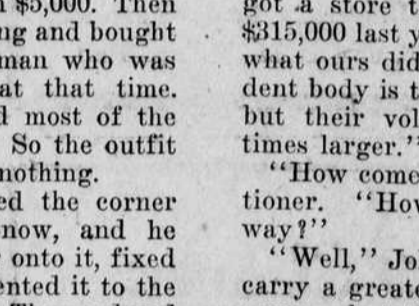 $5,000. Then
ng and bought
man who was
at that time.
d most of the
So the outfit
nothing.
ed the corner
now, and he
onto it, fixed
ented it to the
got a store t
$315,000 last y
what ours did
dent body is t
but their vol
times larger."
"How come
tioner. "How
way?"
"Well," Jo
carry a great